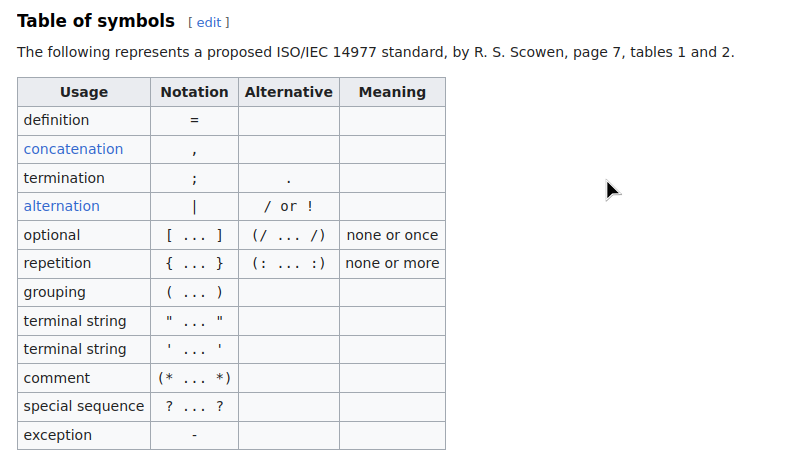 Table of symbols [ edit ]
The following represents a proposed ISO/IEC 14977 standard, by R. S. Scowen, page 7, tables 1 and 2.
Usage Notation Alternative Meaning
definition =
concatenation ,
termination ; .
alternation | / or !
optional [ ... ] (/ ... /) none or once
repetition { ... } (: ... :) none or more
grouping ( ... )
terminal string " ... "
terminal string ' ... '
comment (* ... *)
special sequence ? ... ?
exception -